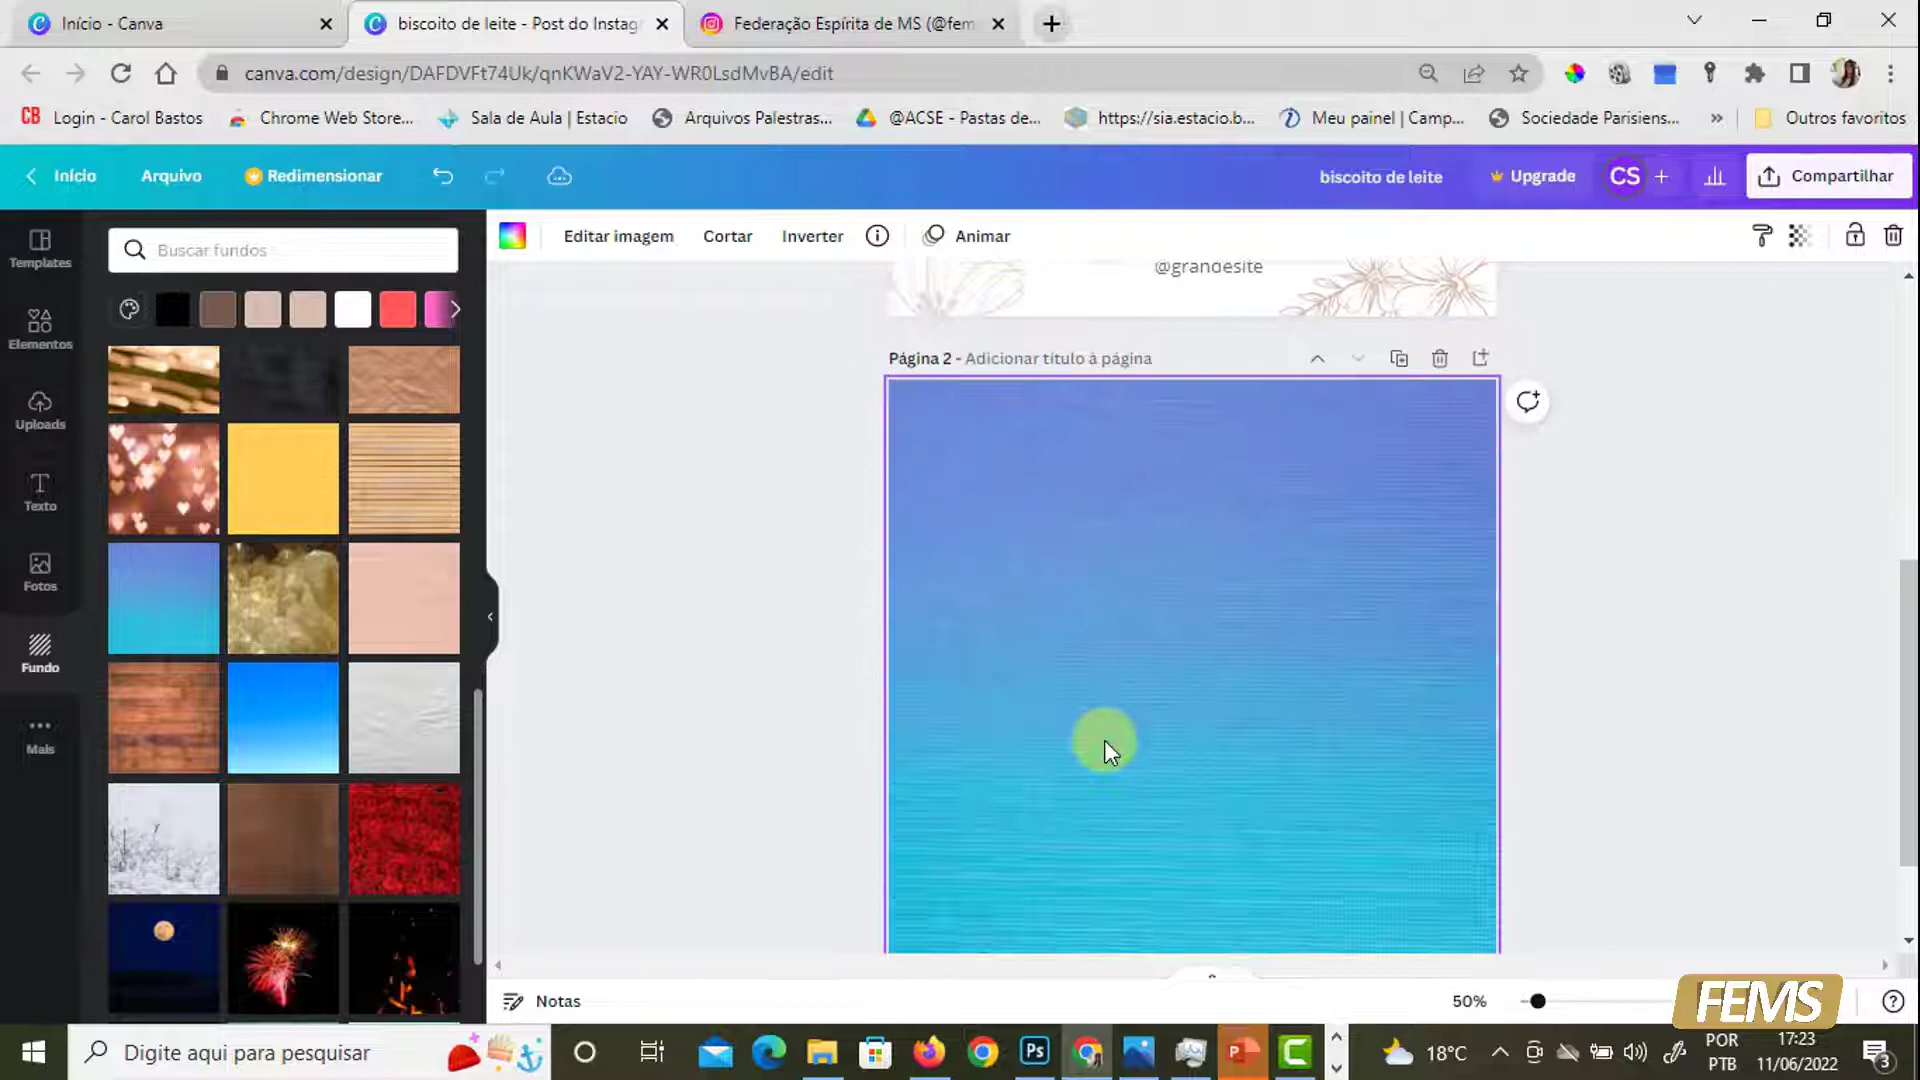 Início - Canva
biscoito de leite - Post do Instag
Federação Espírita de MS (@fem
canva.com/design/DAFDVFt74Uk/qnKWaV2-YAY-WR0LsdMvBA/edit
CB Login - Carol Bastos
Chrome Web Store...
Sala de Aula | Estacio
Arquivos Palestras...
@ACSE - Pastas de...
https://sia.estacio.b...
Meu painel | Camp...
Sociedade Parisiens...
»
Outros favoritos
Início
Arquivo
Redimensionar
biscoito de leite
Upgrade
CS
+
Compartilhar
Templates
Elementos
Uploads
Texto
Fotos
Fundo
Mais
Buscar fundos
Editar imagem
Cortar
Inverter
Animar
@grandesite
Página 2 - Adicionar título à página
Notas
50%
FEMS
Digite aqui para pesquisar
Ps
18°C
POR
PTB
17:23
11/06/2022
3